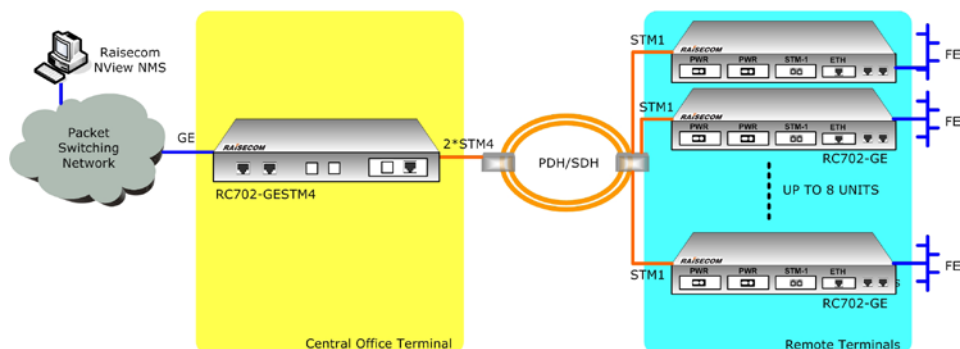 Raisecom
NView NMS
Packet
Switching
Network
GE
RC702-GESTM4
2*STM4
Central Office Terminal
PDH/SDH
STM1
RAISECOM
PWR PWR STM-1 ETH
FE
STM1
RAISECOM
PWR PWR STM-1 ETH
FE
RC702-GE
UP TO 8 UNITS
STM1
RAISECOM
PWR PWR STM-1 ETH
FE
RC702-GE
Remote Terminals